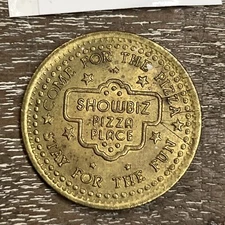 COME FOR THE PIZZA
SHOWBIZ
PIZZA
PLACE
STAY FOR THE FUN